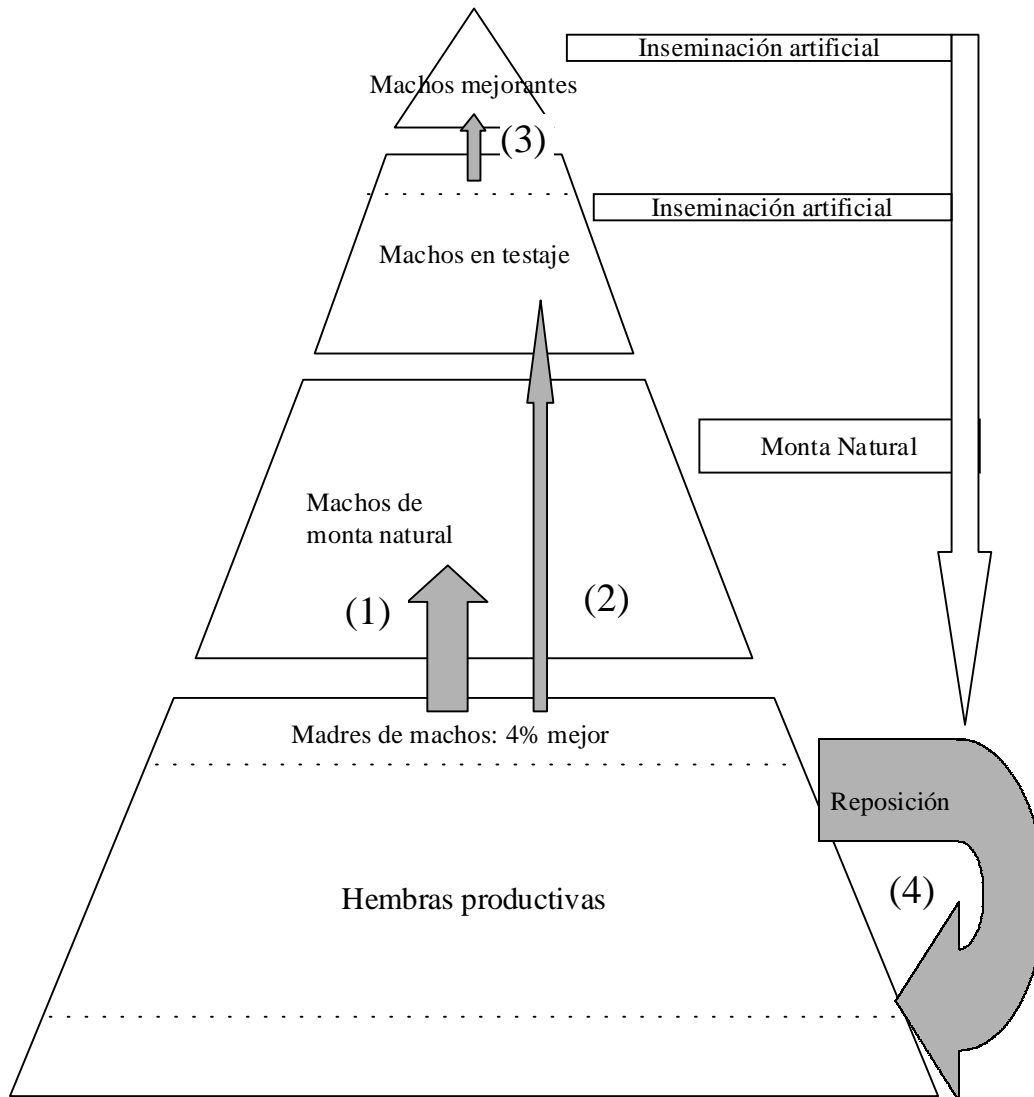 Inseminación artificial
Machos mejorantes
(3)
Inseminación artificial
Machos en testaje
Monta Natural
Machos de
monta natural
(1)
(2)
Madres de machos: 4% mejor
Reposición
Hembras productivas
(4)